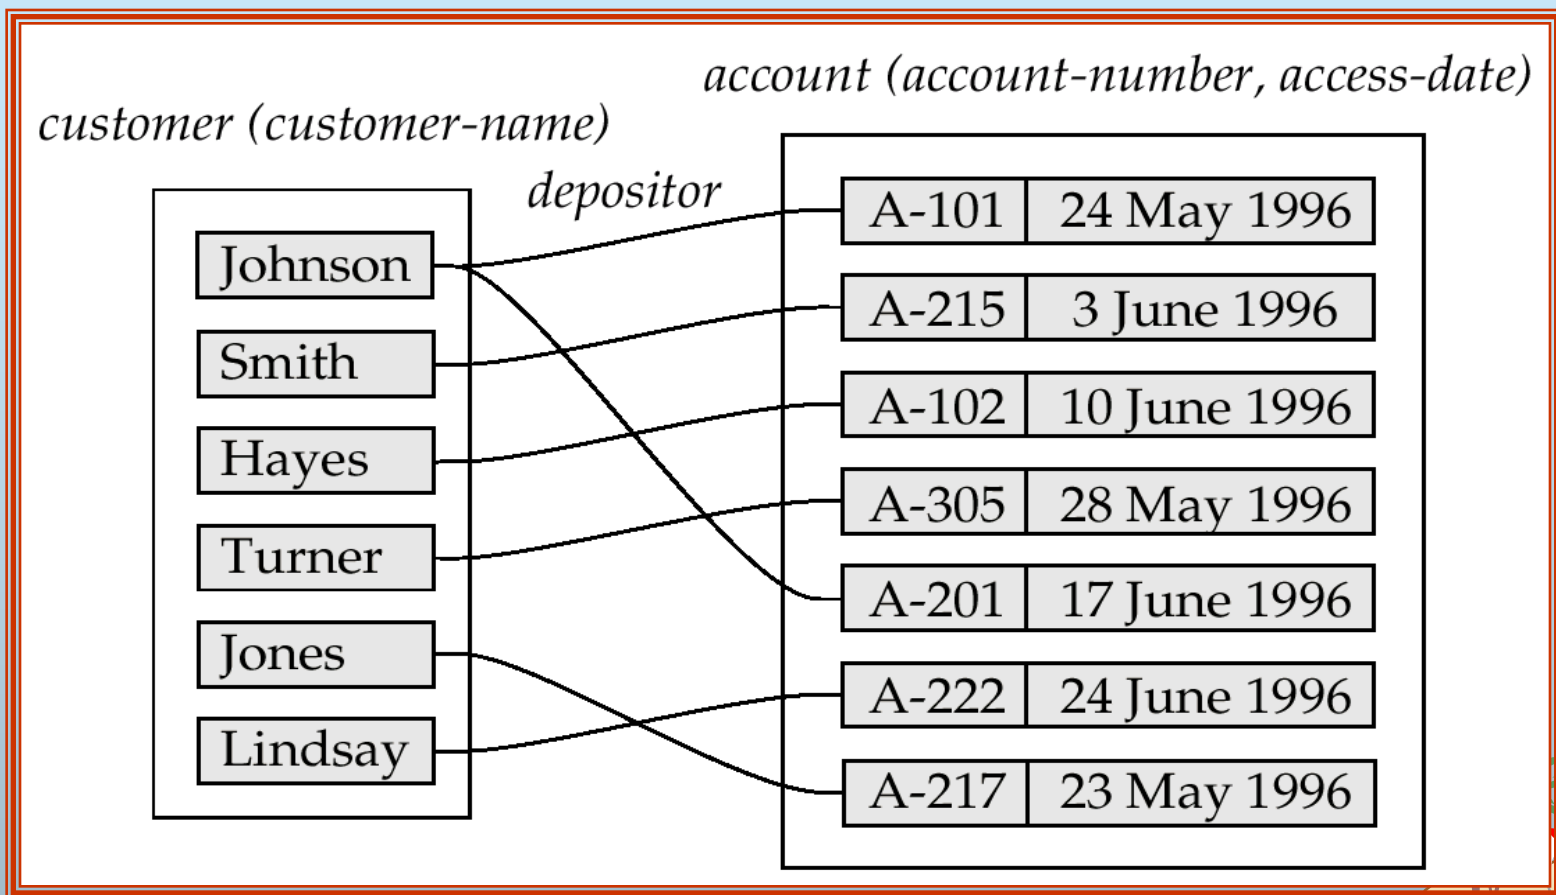 account (account-number, access-date)
customer (customer-name)
depositor
Johnson
Smith
Hayes
Turner
Jones
Lindsay
A-101 24 May 1996
A-215 3 June 1996
A-102 10 June 1996
A-305 28 May 1996
A-201 17 June 1996
A-222 24 June 1996
A-217 23 May 1996